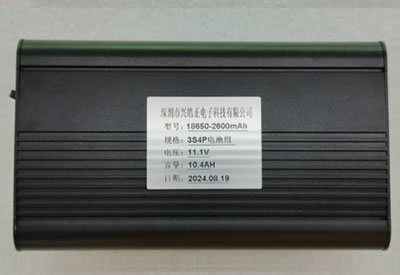 深圳市兴皓正电子科技有限公司
型号:18650-2600mAh
规格:3S4P电池组
电压:11.1V
容量:10.4AH
日期:2024.08.19